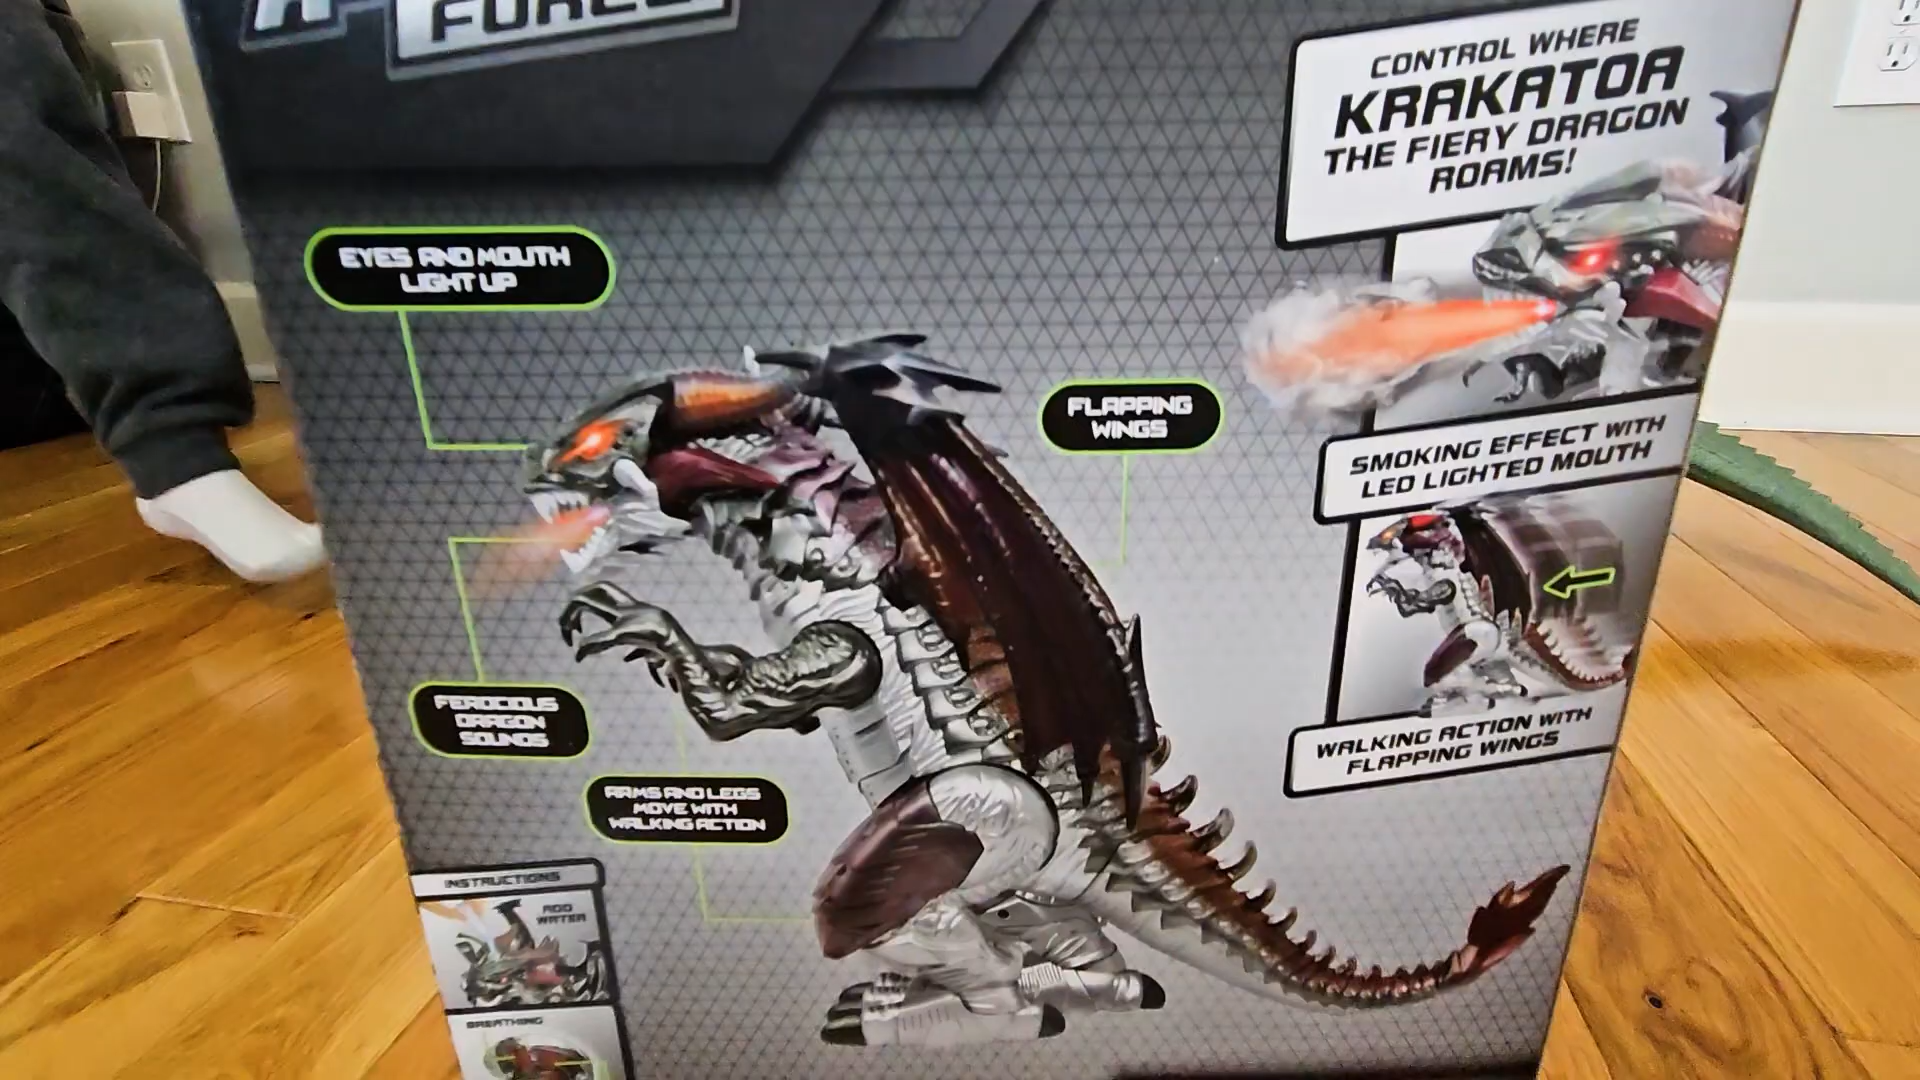 FORCE
CONTROL WHERE
KRAKATOA
THE FIERY DRAGON
ROAMS!
EYES AND MOUTH
LIGHT UP
FLAPPING
WINGS
SMOKING EFFECT WITH
LED LIGHTED MOUTH
FEROCIOUS
DRAGON
SOUNDS
WALKING ACTION WITH
FLAPPING WINGS
ARMS AND LEGS
MOVE WITH
WALKING ACTION
INSTRUCTIONS
ADD
WATER
BREATHING